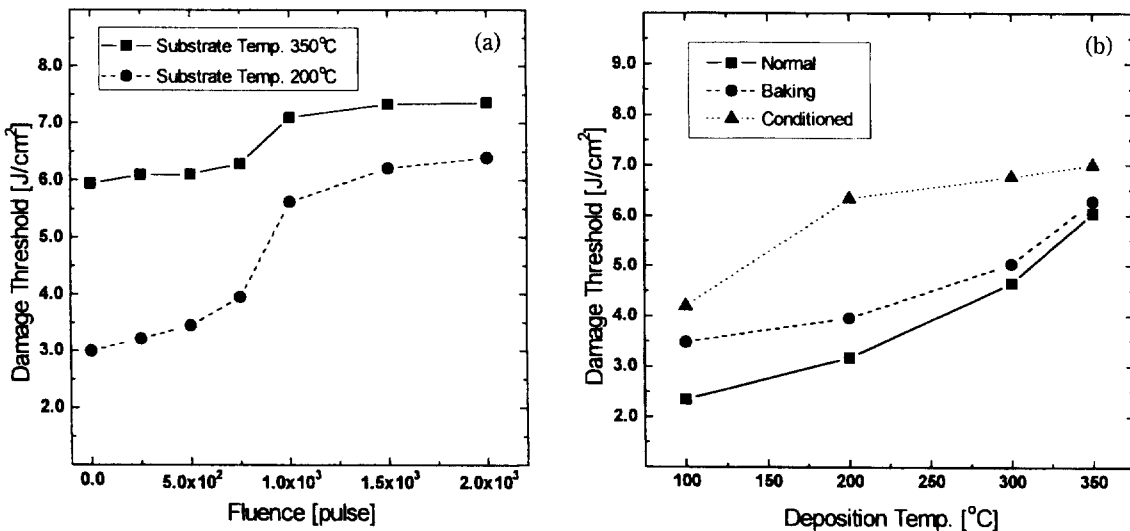 (a)
Substrate Temp. 350°C
Substrate Temp. 200°C
8.0
7.0
6.0
5.0
4.0
3.0
2.0
Damage Threshold [J/cm²]
0.0 5.0x10² 1.0x10³ 1.5x10³ 2.0x10³
Fluence [pulse]
(b)
Normal
Baking
Conditioned
9.0
8.0
7.0
6.0
5.0
4.0
3.0
2.0
Damage Threshold [J/cm²]
100 150 200 250 300 350
Deposition Temp. [°C]